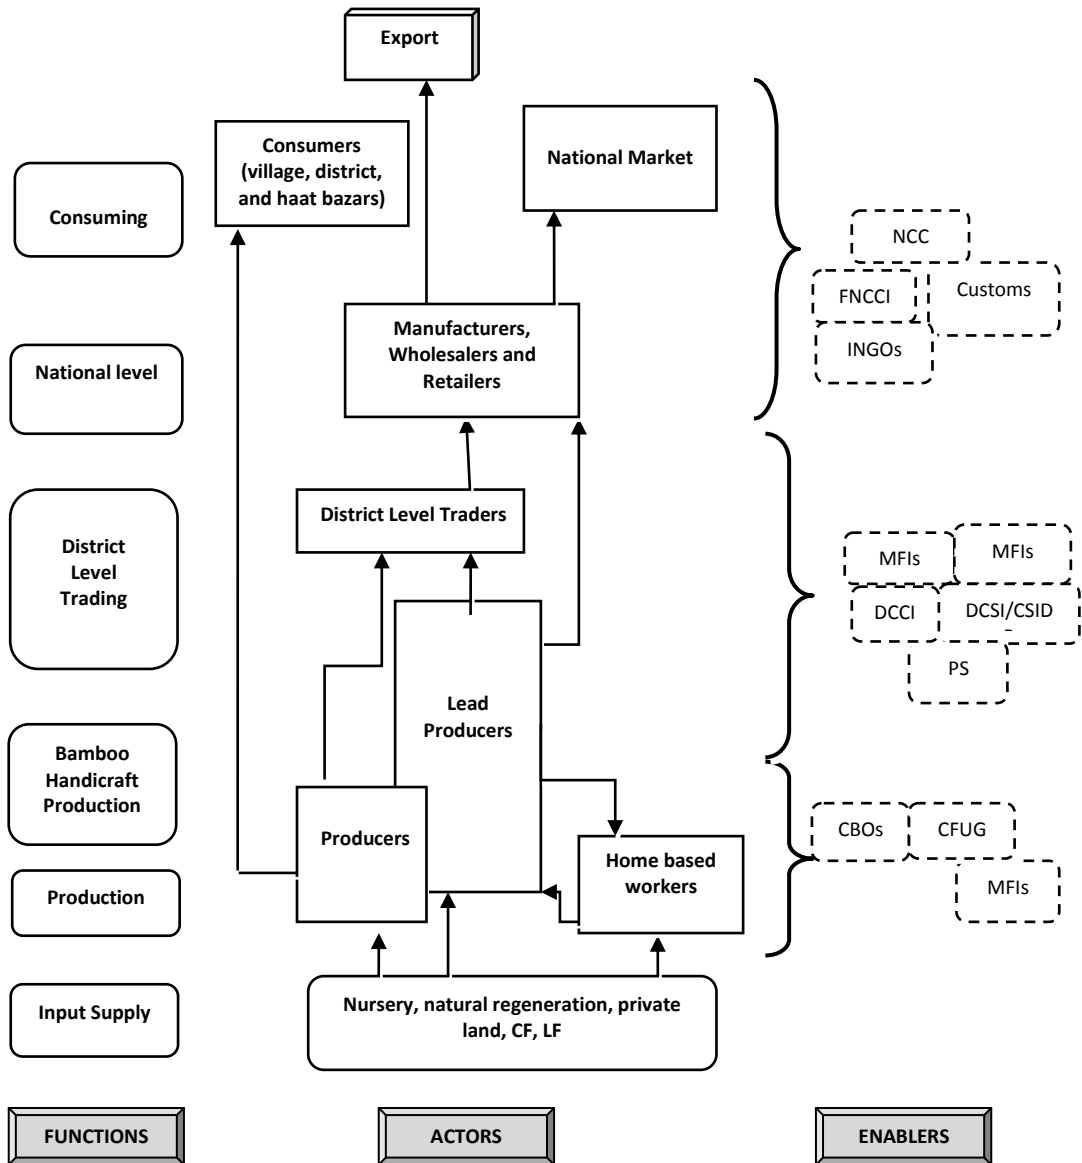 Export
Consumers
(village, district,
and haat bazars)
National Market
Consuming
NCC
FNCCI
Customs
INGOs
Manufacturers,
Wholesalers and
Retailers
National level
District Level Traders
District
Level
Trading
MFIs
MFIs
DCCI
DCSI/CSID
PS
Lead
Producers
Bamboo
Handicraft
Production
Producers
Home based
workers
CBOs
CFUG
MFIs
Production
Input Supply
Nursery, natural regeneration, private
land, CF, LF
FUNCTIONS
ACTORS
ENABLERS